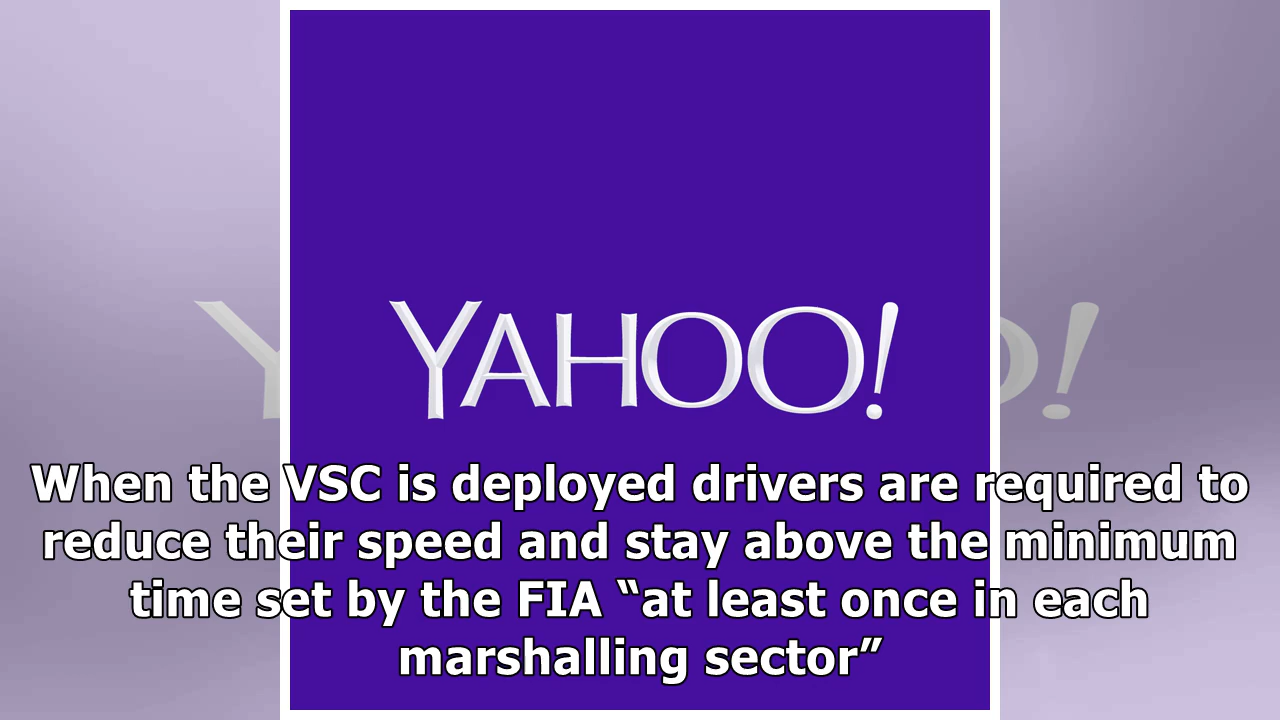 YAHOO!
When the VSC is deployed drivers are required to
reduce their speed and stay above the minimum
time set by the FIA “at least once in each
marshalling sector”